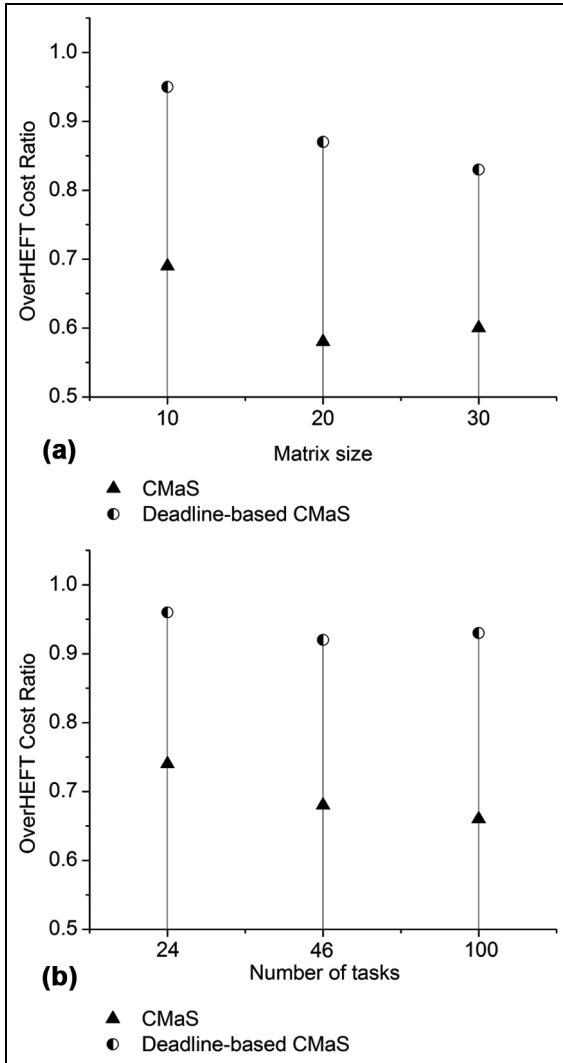 1.0
0.9
0.8
0.7
0.6
0.5
OverHEFT Cost Ratio
10 20 30
(a)
Matrix size
CMaS
Deadline-based CMaS
1.0
0.9
0.8
0.7
0.6
0.5
OverHEFT Cost Ratio
24 46 100
(b)
Number of tasks
CMaS
Deadline-based CMaS